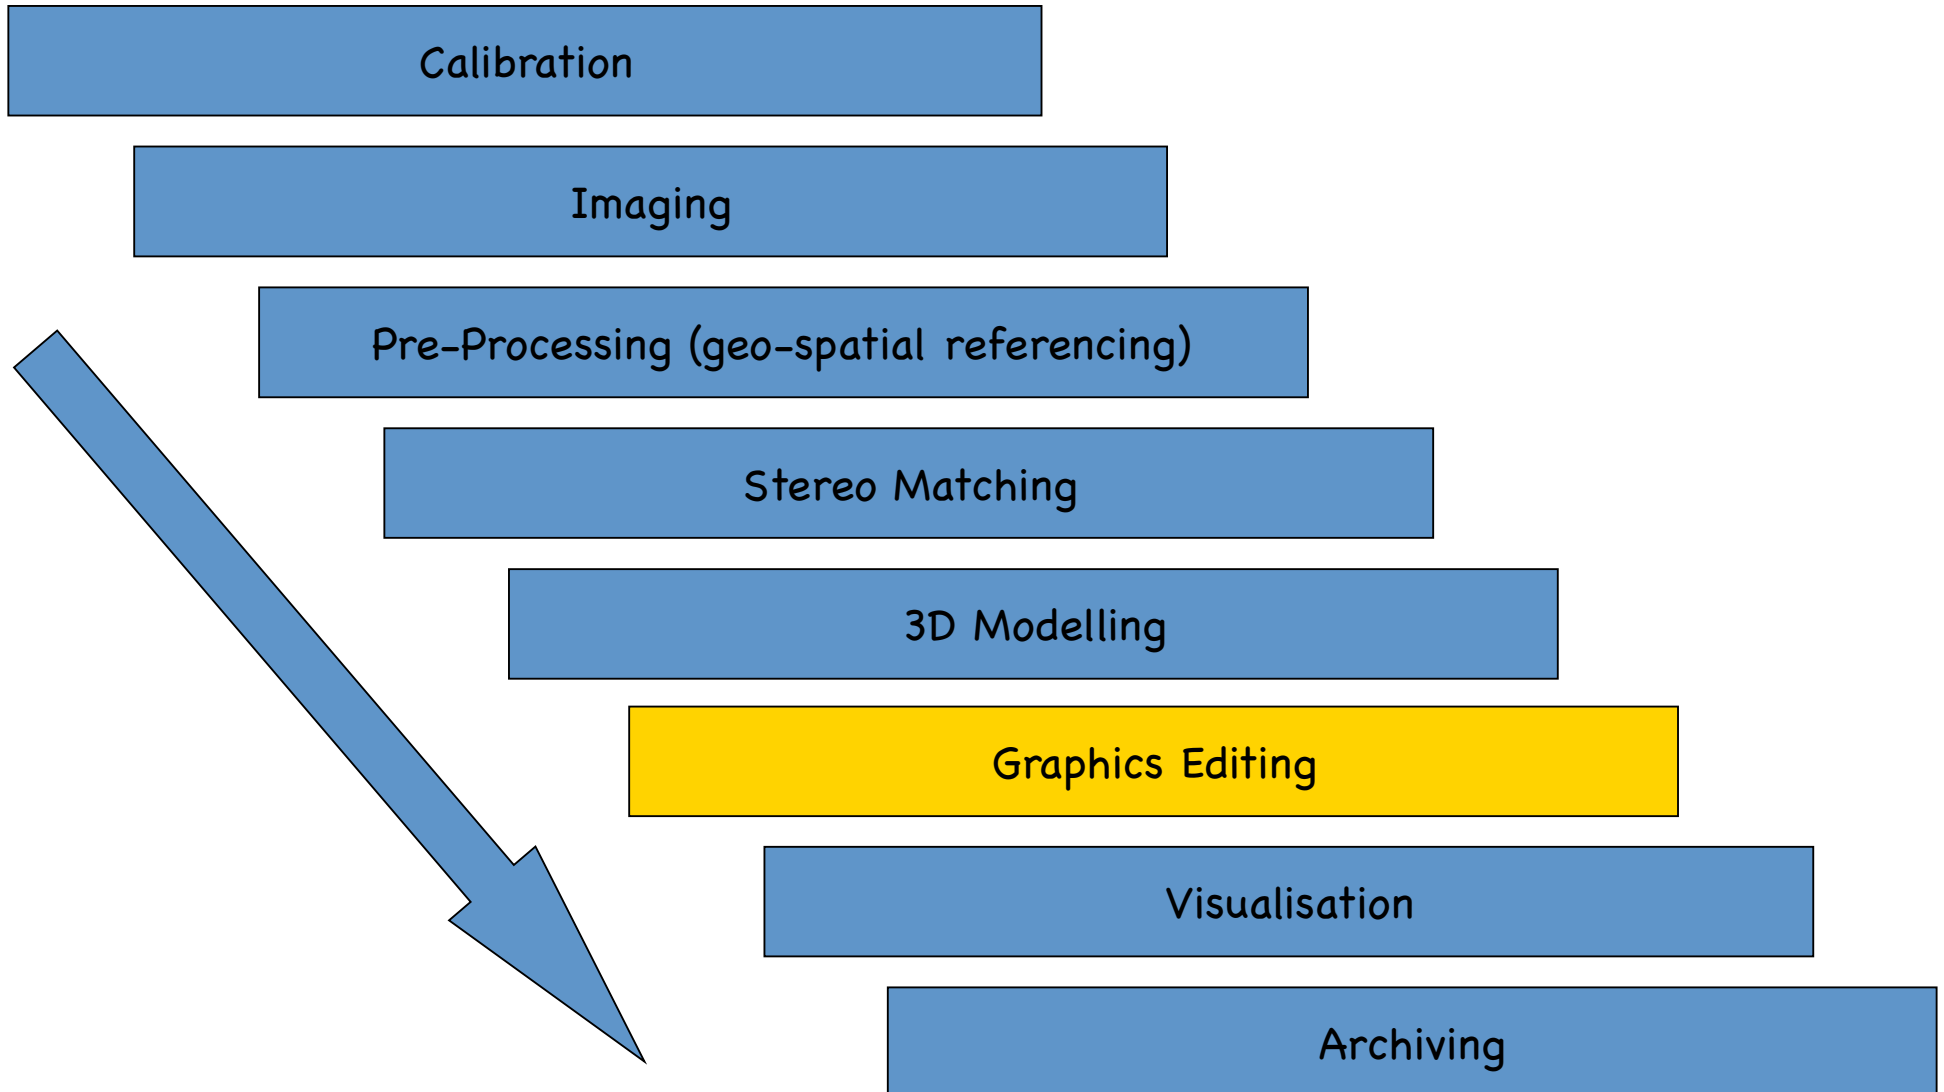 Calibration
Imaging
Pre-Processing (geo-spatial referencing)
Stereo Matching
3D Modelling
Graphics Editing
Visualisation
Archiving